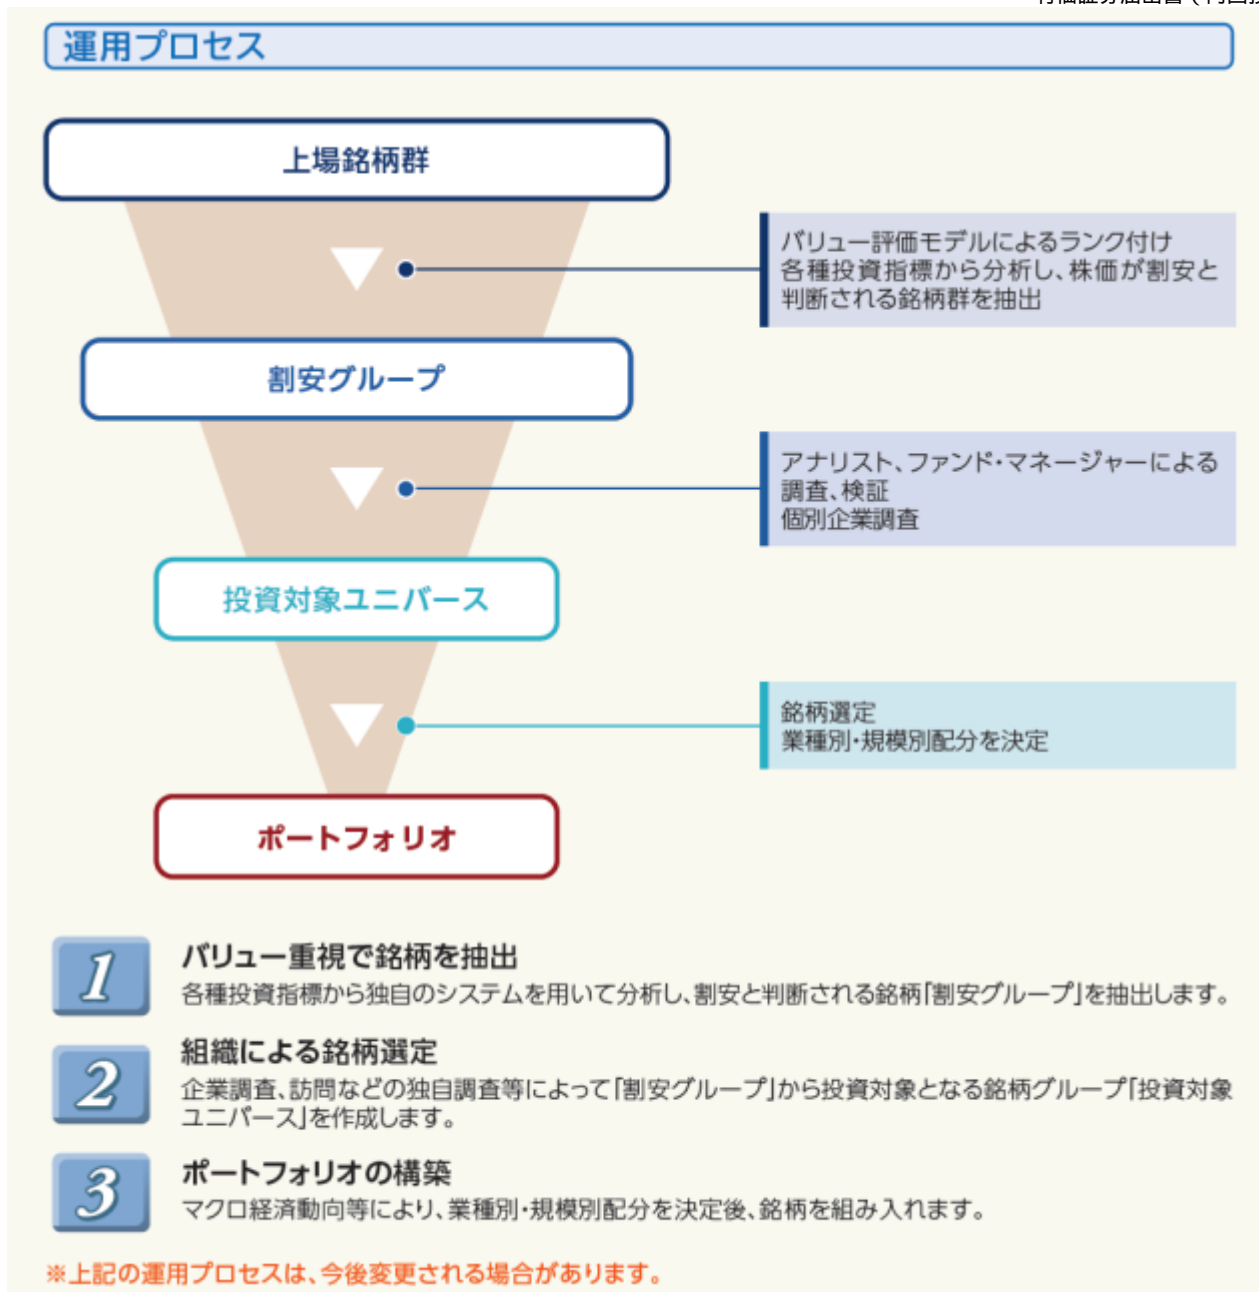 運用プロセス
上場銘柄群
バリュー評価モデルによるランク付け
各種投資指標から分析し、株価が割安と
判断される銘柄群を抽出
割安グループ
アナリスト、ファンド・マネージャーによる
調査、検証
個別企業調査
投資対象ユニバース
銘柄選定
業種別・規模別配分を決定
ポートフォリオ
1
バリュー重視で銘柄を抽出
各種投資指標から独自のシステムを用いて分析し、割安と判断される銘柄「割安グループ」を抽出します。
2
組織による銘柄選定
企業調査、訪問などの独自調査等によって「割安グループ」から投資対象となる銘柄グループ「投資対象
ユニバース」を作成します。
3
ポートフォリオの構築
マクロ経済動向等により、業種別・規模別配分を決定後、銘柄を組み入れます。
※上記の運用プロセスは、今後変更される場合があります。